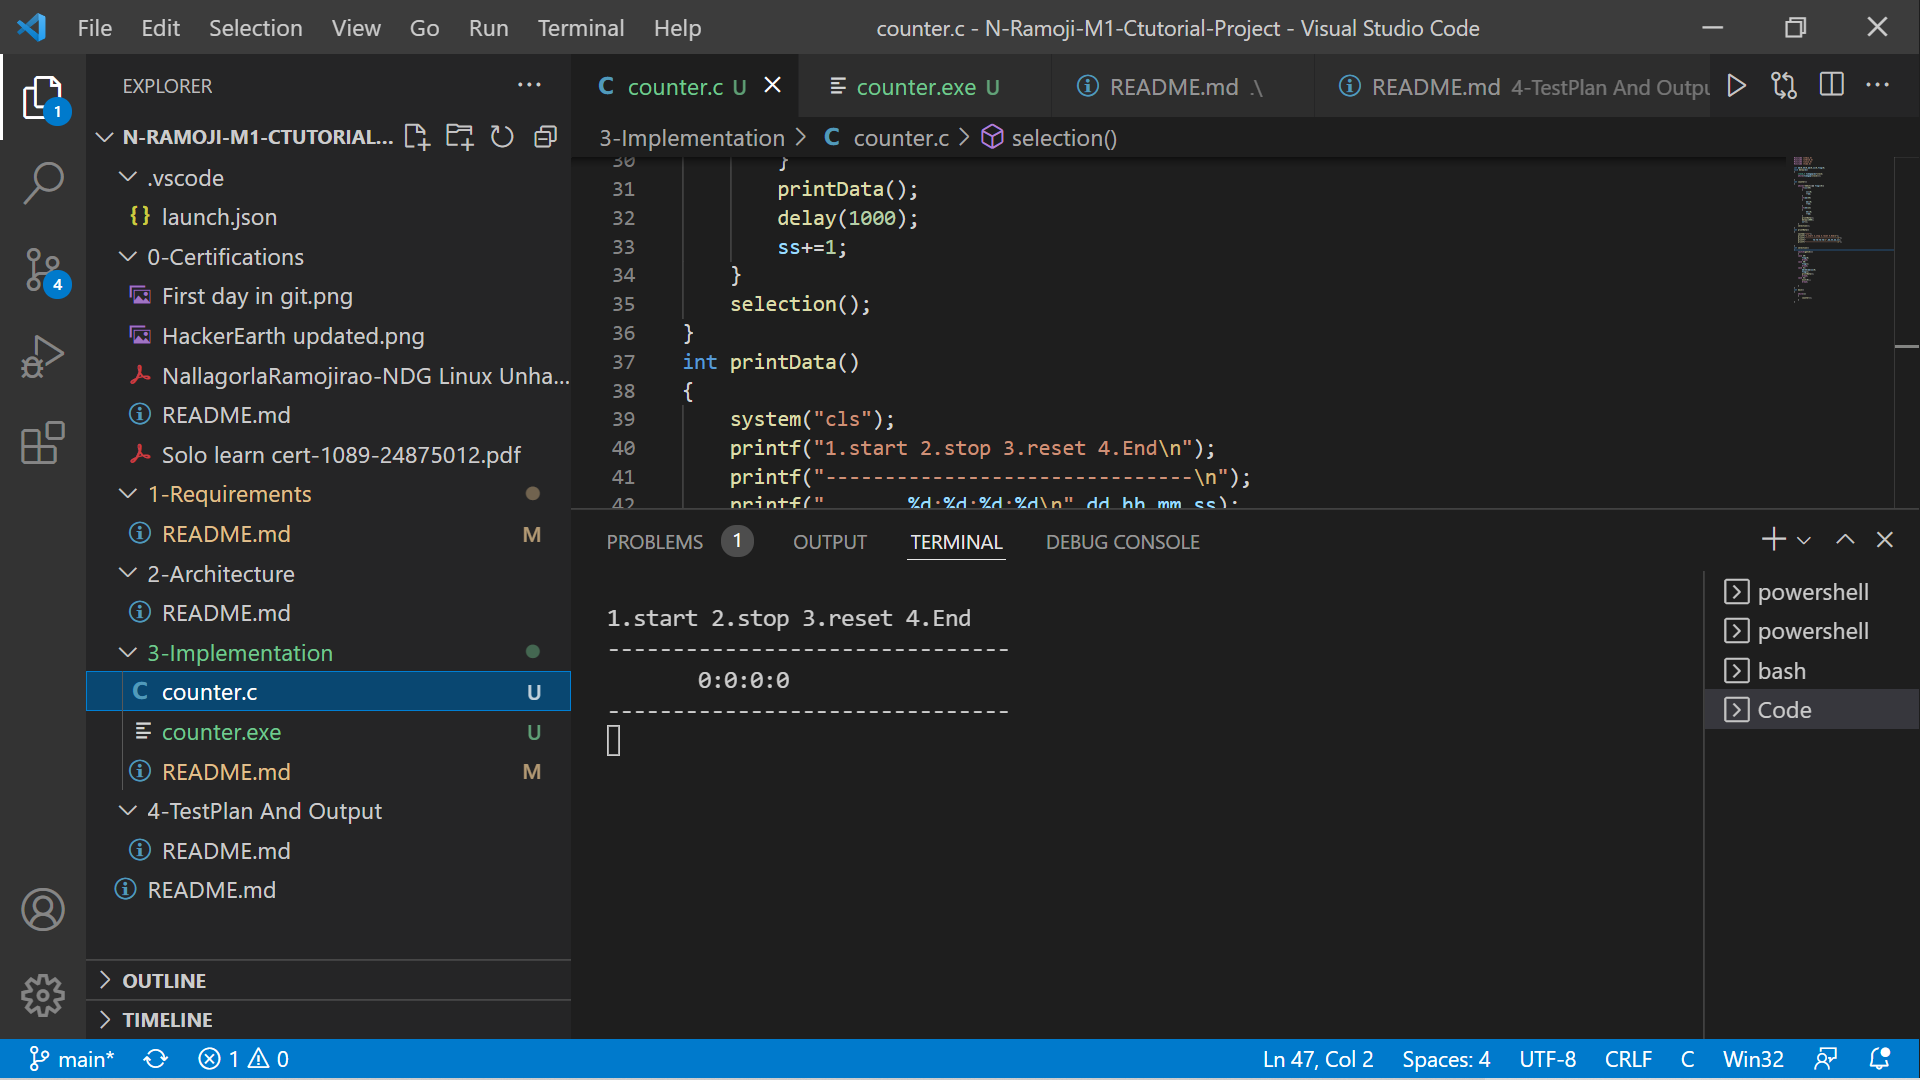 File Edit Selection View Go Run Terminal Help
counter.c - N-Ramoji-M1-Ctutorial-Project - Visual Studio Code
EXPLORER
N-RAMOJI-M1-CTUTORIAL...
.vscode
launch.json
0-Certifications
First day in git.png
HackerEarth updated.png
NallagorlaRamojirao-NDG Linux Unha...
README.md
Solo learn cert-1089-24875012.pdf
1-Requirements
README.md M
2-Architecture
README.md
3-Implementation
counter.c U
counter.exe U
README.md M
4-TestPlan And Output
README.md
README.md
OUTLINE
TIMELINE
1
4
counter.c U
counter.exe U
README.md .\
README.md 4-TestPlan And Outpu
3-Implementation > counter.c > selection()
30 }
31 printData();
32 delay(1000);
33 ss+=1;
34 }
35 selection();
36 }
37 int printData()
38 {
39 system("cls");
40 printf("1.start 2.stop 3.reset 4.End\n");
41 printf("-------------------------------\n");
42 printf("       %d:%d:%d:%d\n",dd,hh,mm,ss);
PROBLEMS 1 OUTPUT TERMINAL DEBUG CONSOLE
1.start 2.stop 3.reset 4.End
-------------------------------
0:0:0:0
-------------------------------
powershell
powershell
bash
Code
main* 1 0
Ln 47, Col 2 Spaces: 4 UTF-8 CRLF C Win32